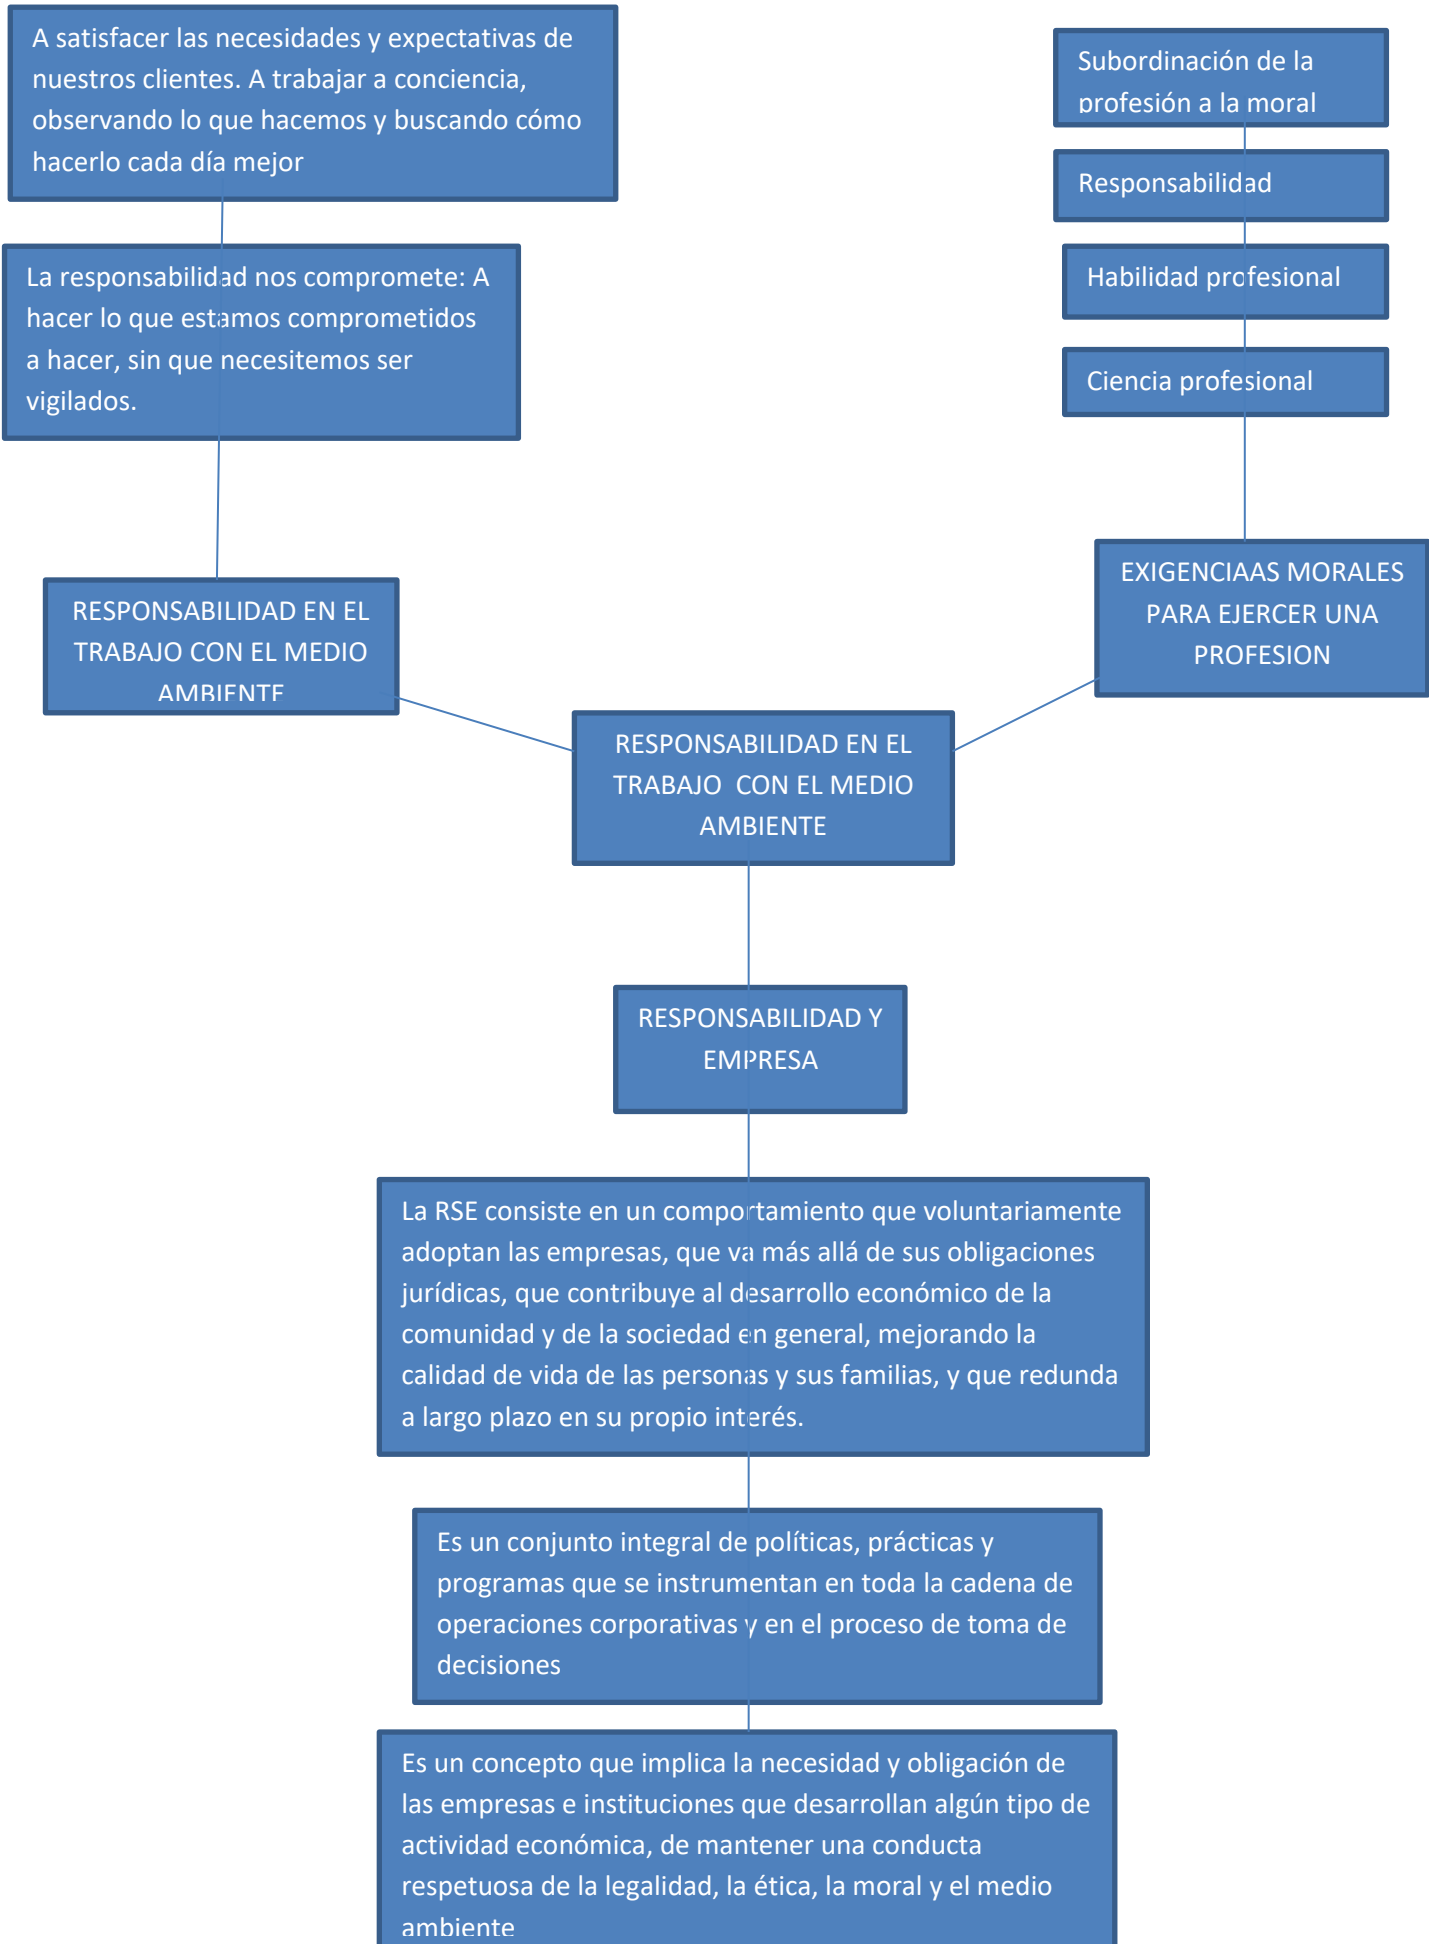 A satisfacer las necesidades y expectativas de
nuestros clientes. A trabajar a conciencia,
observando lo que hacemos y buscando cómo
hacerlo cada día mejor
Subordinación de la
profesión a la moral
Responsabilidad
La responsabilidad nos compromete: A
hacer lo que estamos comprometidos
a hacer, sin que necesitemos ser
vigilados.
Habilidad profesional
Ciencia profesional
EXIGENCIAAS MORALES
PARA EJERCER UNA
PROFESION
RESPONSABILIDAD EN EL
TRABAJO CON EL MEDIO
AMBIENTE
RESPONSABILIDAD EN EL
TRABAJO  CON EL MEDIO
AMBIENTE
RESPONSABILIDAD Y
EMPRESA
La RSE consiste en un comportamiento que voluntariamente
adoptan las empresas, que va más allá de sus obligaciones
jurídicas, que contribuye al desarrollo económico de la
comunidad y de la sociedad en general, mejorando la
calidad de vida de las personas y sus familias, y que redunda
a largo plazo en su propio interés.
Es un conjunto integral de políticas, prácticas y
programas que se instrumentan en toda la cadena de
operaciones corporativas y en el proceso de toma de
decisiones
Es un concepto que implica la necesidad y obligación de
las empresas e instituciones que desarrollan algún tipo de
actividad económica, de mantener una conducta
respetuosa de la legalidad, la ética, la moral y el medio
ambiente